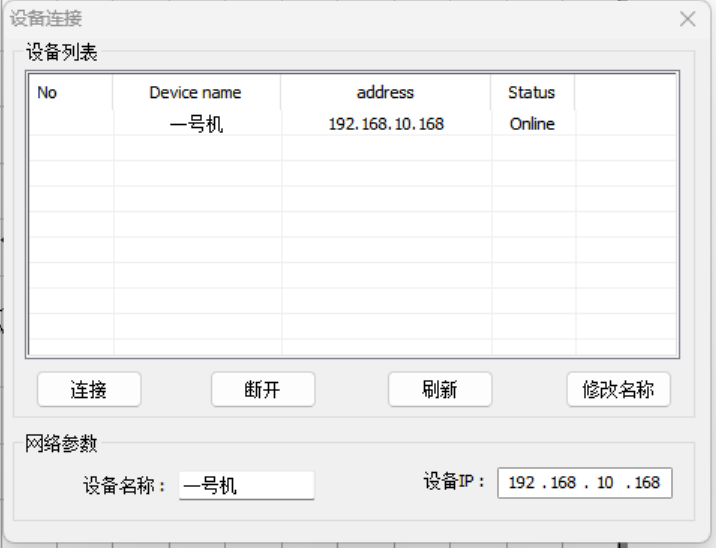 设备连接
设备列表
No Device name address Status
一号机 192.168.10.168 Online
连接 断开 刷新 修改名称
网络参数
设备名称： 一号机 设备IP： 192 .168 . 10 .168